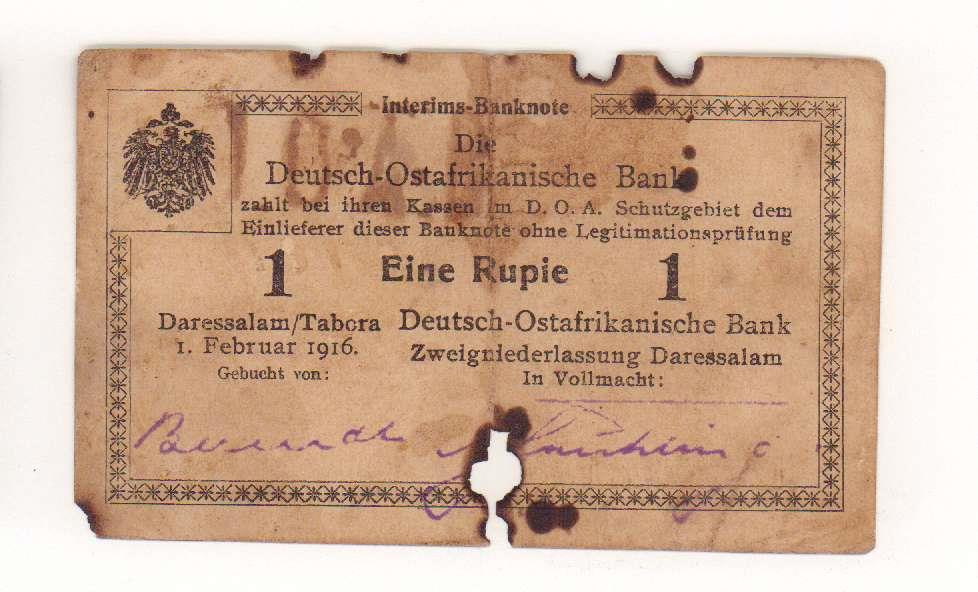 Interims-Banknote
Die
Deutsch-Ostafrikanische Bank
zahlt bei ihren Kassen im D. O. A. Schutzgebiet dem
Einlieferer dieser Banknote ohne Legitimationsprüfung
1 Eine Rupie 1
Daressalam/Tabora Deutsch-Ostafrikanische Bank
1. Februar 1916. Zweigniederlassung Daressalam
Gebucht von: In Vollmacht: